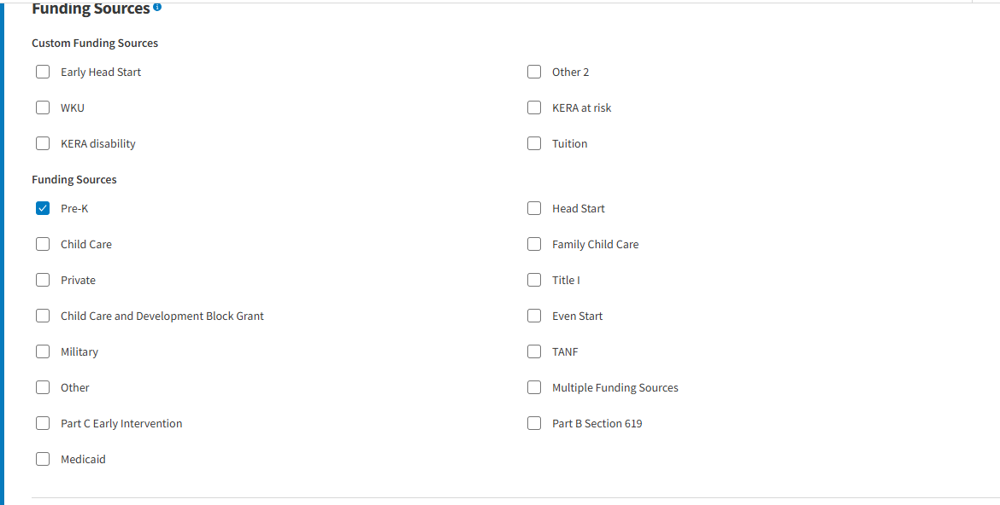 Funding Sources
Custom Funding Sources
Early Head Start
Other 2
WKU
KERA at risk
KERA disability
Tuition
Funding Sources
Pre-K
Head Start
Child Care
Family Child Care
Private
Title I
Child Care and Development Block Grant
Even Start
Military
TANF
Other
Multiple Funding Sources
Part C Early Intervention
Part B Section 619
Medicaid